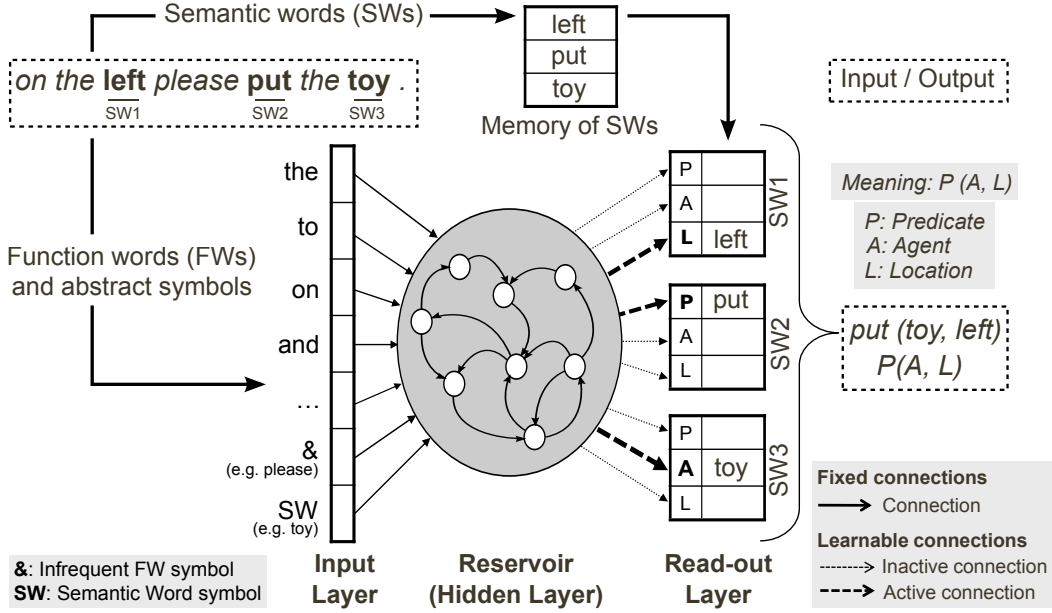 Semantic words (SWs)
left
put
toy
Memory of SWs
on the left please put the toy .
SW1
SW2
SW3
Input / Output
Function words (FWs)
and abstract symbols
the
to
on
and
...
&
(e.g. please)
SW
(e.g. toy)
P
A
L left
SW1
P put
A
L
SW2
P
A toy
L
SW3
Meaning: P (A, L)
P: Predicate
A: Agent
L: Location
put (toy, left)
P(A, L)
Fixed connections
Connection
Learnable connections
Inactive connection
Active connection
&: Infrequent FW symbol
SW: Semantic Word symbol
Input
Layer
Reservoir
(Hidden Layer)
Read-out
Layer